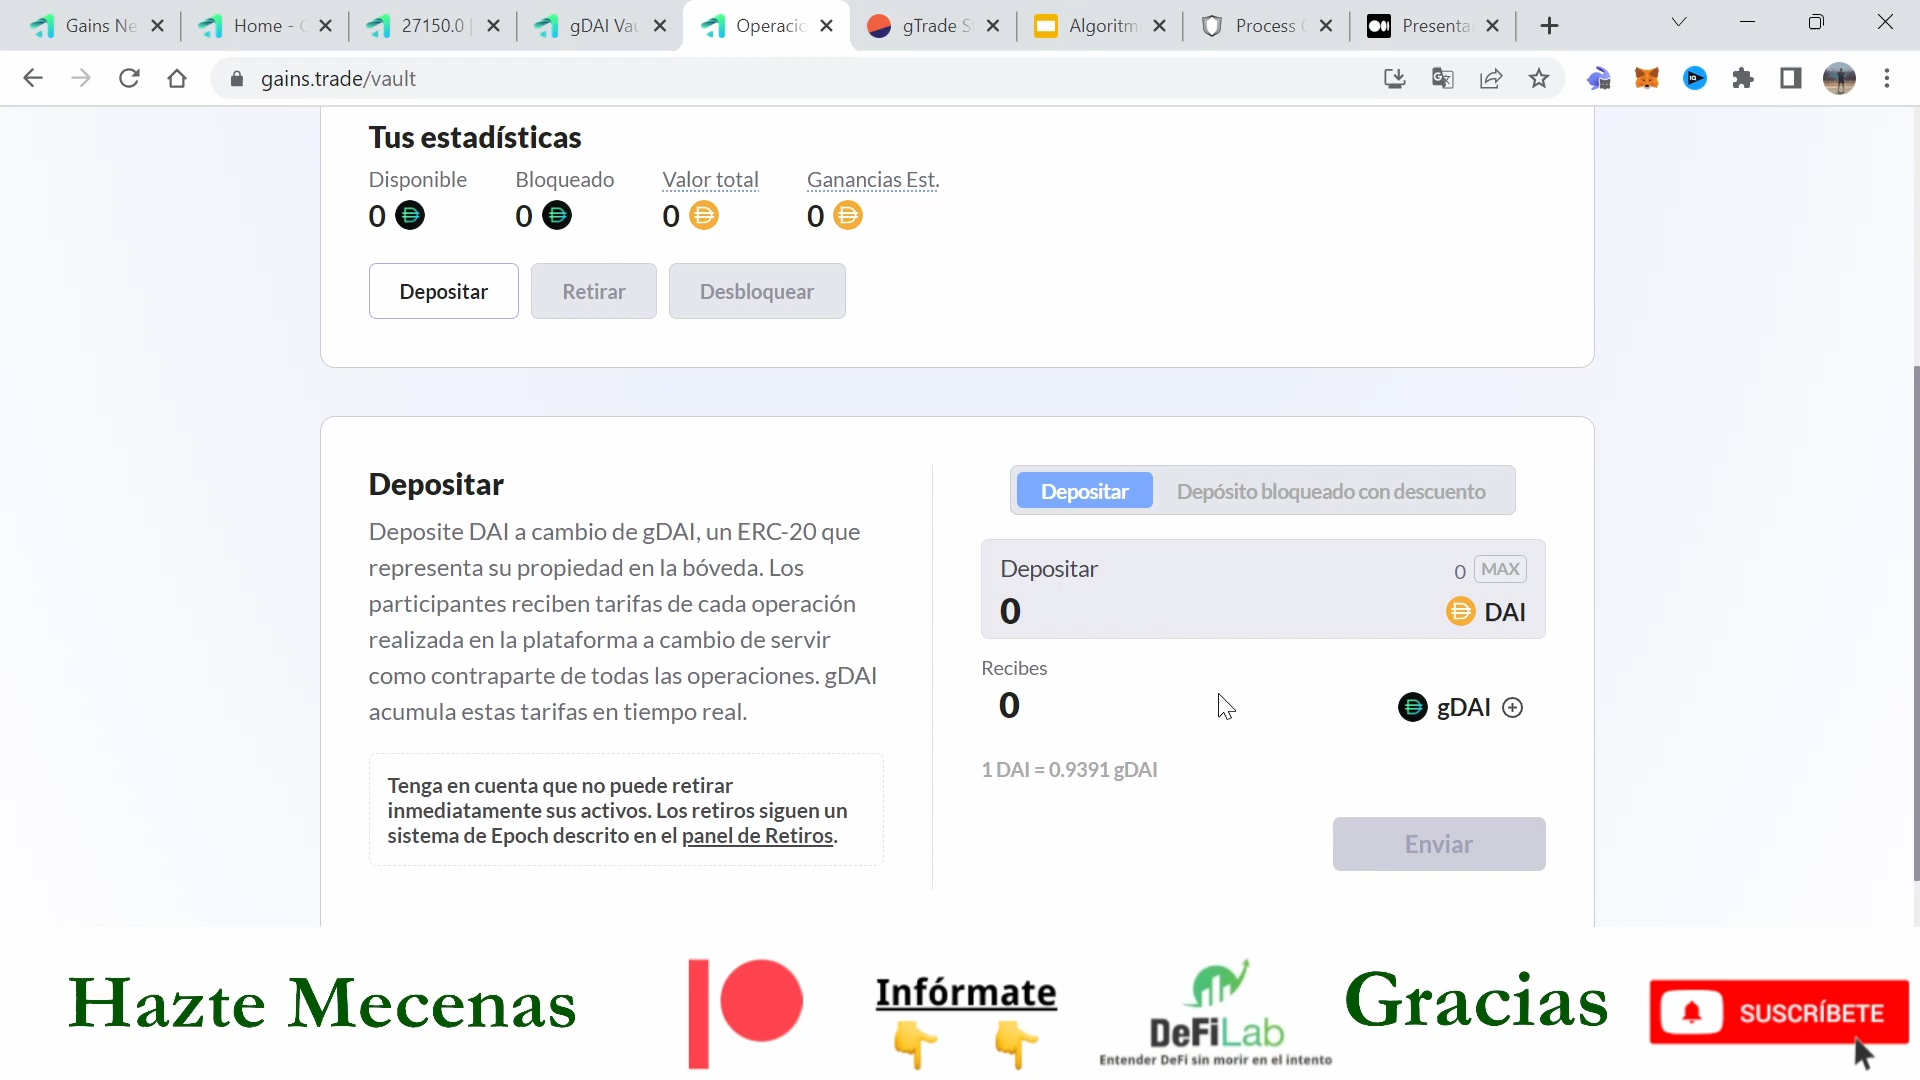 Gains Ne
Home - G
27150.0 |
gDAI Vau
Operacio
gTrade S
Algoritm
Process
Presenta
gains.trade/vault
Tus estadísticas
Disponible Bloqueado Valor total Ganancias Est.
0 0 0 0
Depositar Retirar Desbloquear
Depositar
Deposite DAI a cambio de gDAI, un ERC-20 que
representa su propiedad en la bóveda. Los
participantes reciben tarifas de cada operación
realizada en la plataforma a cambio de servir
como contraparte de todas las operaciones. gDAI
acumula estas tarifas en tiempo real.
Tenga en cuenta que no puede retirar
inmediatamente sus activos. Los retiros siguen un
sistema de Epoch descrito en el panel de Retiros.
Depositar Depósito bloqueado con descuento
Depositar 0 MAX
0 DAI
Recibes
0 gDAI
1 DAI = 0.9391 gDAI
Enviar
Hazte Mecenas
Infórmate
DeFiLab
Entender DeFi sin morir en el intento
Gracias
SUSCRÍBETE